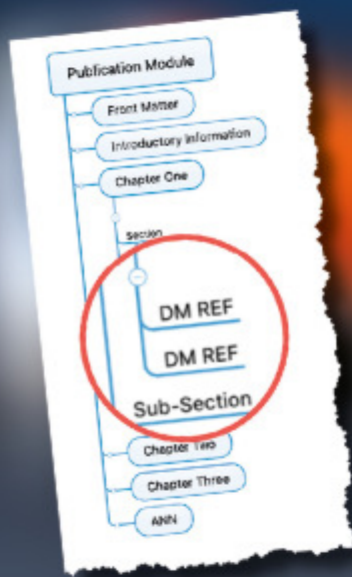 Publication Module
Front Matter
Introductory Information
Chapter One
Section
DM REF
DM REF
Sub-Section
Chapter Two
Chapter Three
ANN